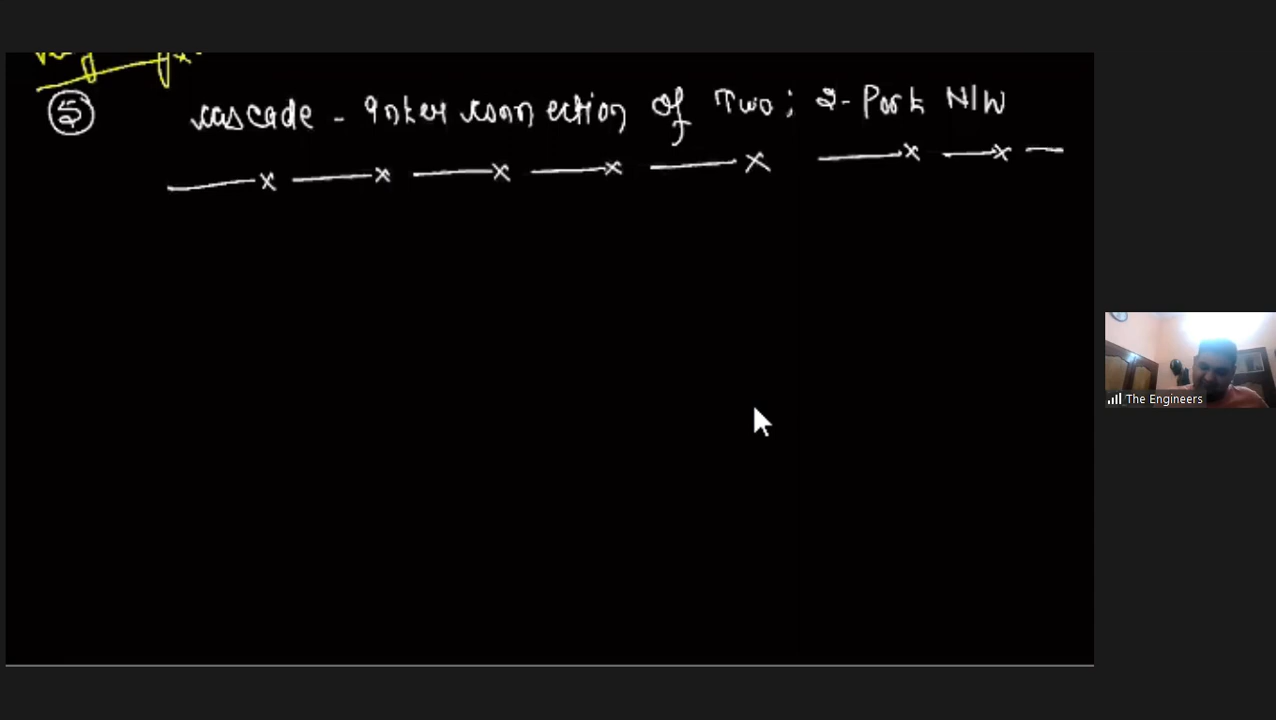 ⑤ cascade - Inter connection of Two; 2-Port N/W
The Engineers